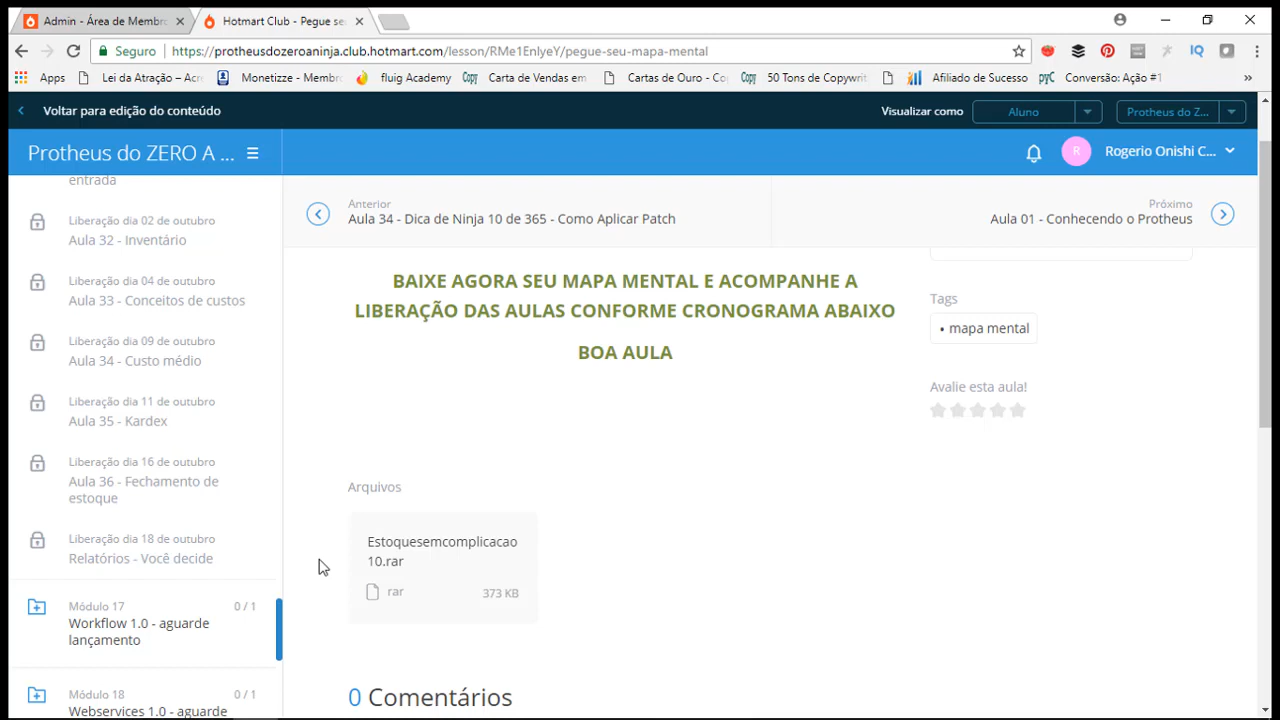 Admin - Área de Membro
Hotmart Club - Pegue seu
Seguro
https://protheusdozeroaninja.club.hotmart.com/lesson/RMe1EnlyeY/pegue-seu-mapa-mental
Apps
Lei da Atração – Acre
Monetizze - Membro
fluig Academy
Copy
Carta de Vendas em
Cartas de Ouro - Co
Copy
50 Tons de Copywrit
Afiliado de Sucesso
pyC
Conversão: Ação #1
»
Voltar para edição do conteúdo
Visualizar como
Aluno
Protheus do Z...
Protheus do ZERO A ...
R
Rogerio Onishi C...
entrada
Liberação dia 02 de outubro
Aula 32 - Inventário
Liberação dia 04 de outubro
Aula 33 - Conceitos de custos
Liberação dia 09 de outubro
Aula 34 - Custo médio
Liberação dia 11 de outubro
Aula 35 - Kardex
Liberação dia 16 de outubro
Aula 36 - Fechamento de
estoque
Liberação dia 18 de outubro
Relatórios - Você decide
Módulo 17
0 / 1
Workflow 1.0 - aguarde
lançamento
Módulo 18
0 / 1
Webservices 1.0 - aguarde
Anterior
Aula 34 - Dica de Ninja 10 de 365 - Como Aplicar Patch
Próximo
Aula 01 - Conhecendo o Protheus
BAIXE AGORA SEU MAPA MENTAL E ACOMPANHE A
LIBERAÇÃO DAS AULAS CONFORME CRONOGRAMA ABAIXO
BOA AULA
Tags
• mapa mental
Avalie esta aula!
Arquivos
Estoquesemcomplicacao
10.rar
rar
373 KB
0 Comentários